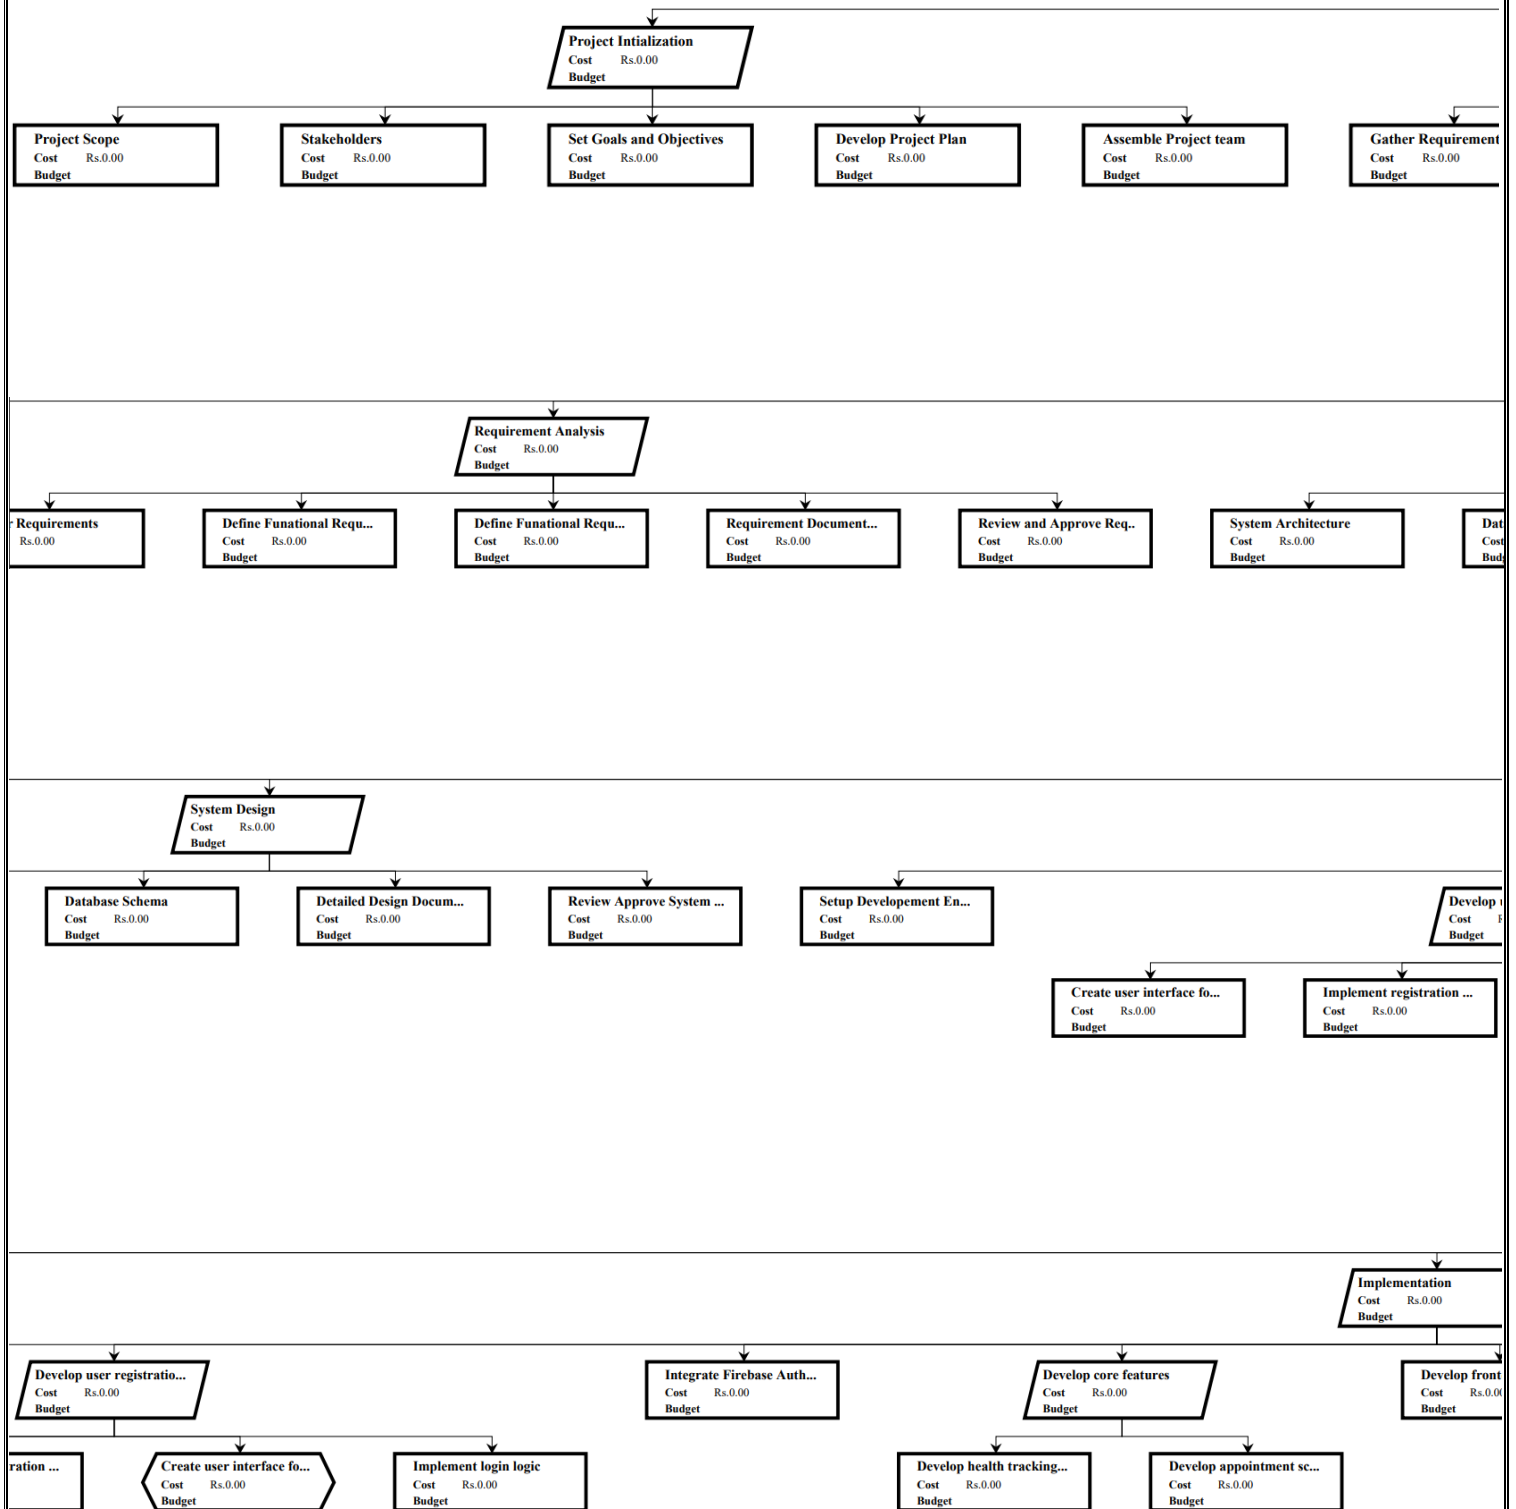 Project Intialization
Cost Rs.0.00
Budget
Project Scope
Cost Rs.0.00
Budget
Stakeholders
Cost Rs.0.00
Budget
Set Goals and Objectives
Cost Rs.0.00
Budget
Develop Project Plan
Cost Rs.0.00
Budget
Assemble Project team
Cost Rs.0.00
Budget
Gather Requirement
Cost Rs.0.00
Budget
Requirement Analysis
Cost Rs.0.00
Budget
r Requirements
Rs.0.00
Define Funational Requ...
Cost Rs.0.00
Budget
Define Funational Requ...
Cost Rs.0.00
Budget
Requirement Document...
Cost Rs.0.00
Budget
Review and Approve Req..
Cost Rs.0.00
Budget
System Architecture
Cost Rs.0.00
Budget
Dat
Cost
Budg
System Design
Cost Rs.0.00
Budget
Database Schema
Cost Rs.0.00
Budget
Detailed Design Docum...
Cost Rs.0.00
Budget
Review Approve System ...
Cost Rs.0.00
Budget
Setup Developement En...
Cost Rs.0.00
Budget
Develop
Cost
Budget
Create user interface fo...
Cost Rs.0.00
Budget
Implement registration ...
Cost Rs.0.00
Budget
Implementation
Cost Rs.0.00
Budget
Develop user registratio...
Cost Rs.0.00
Budget
Integrate Firebase Auth...
Cost Rs.0.00
Budget
Develop core features
Cost Rs.0.00
Budget
Develop front
Cost Rs.0.00
Budget
ration ...
Create user interface fo...
Cost Rs.0.00
Budget
Implement login logic
Cost Rs.0.00
Budget
Develop health tracking...
Cost Rs.0.00
Budget
Develop appointment sc...
Cost Rs.0.00
Budget